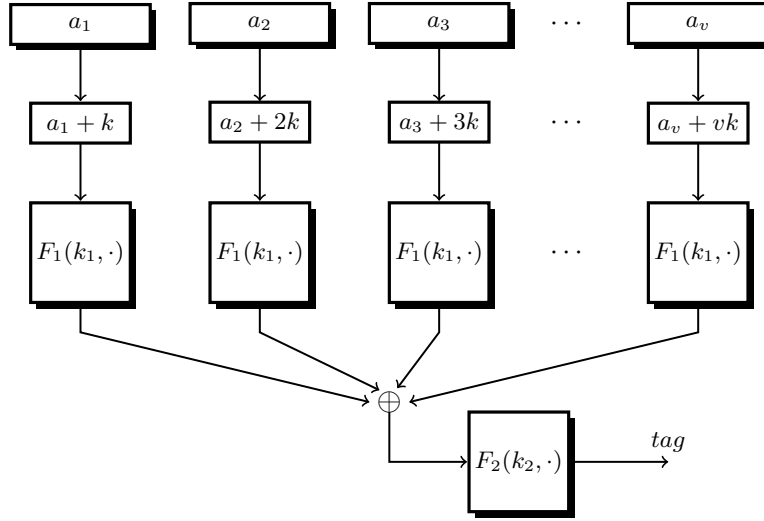 a₁ a₂ a₃ ⋯ aᵥ
a₁ + k a₂ + 2k a₃ + 3k ⋯ aᵥ + vk
F₁(k₁, ·) F₁(k₁, ·) F₁(k₁, ·) ⋯ F₁(k₁, ·)
⊕
F₂(k₂, ·) tag